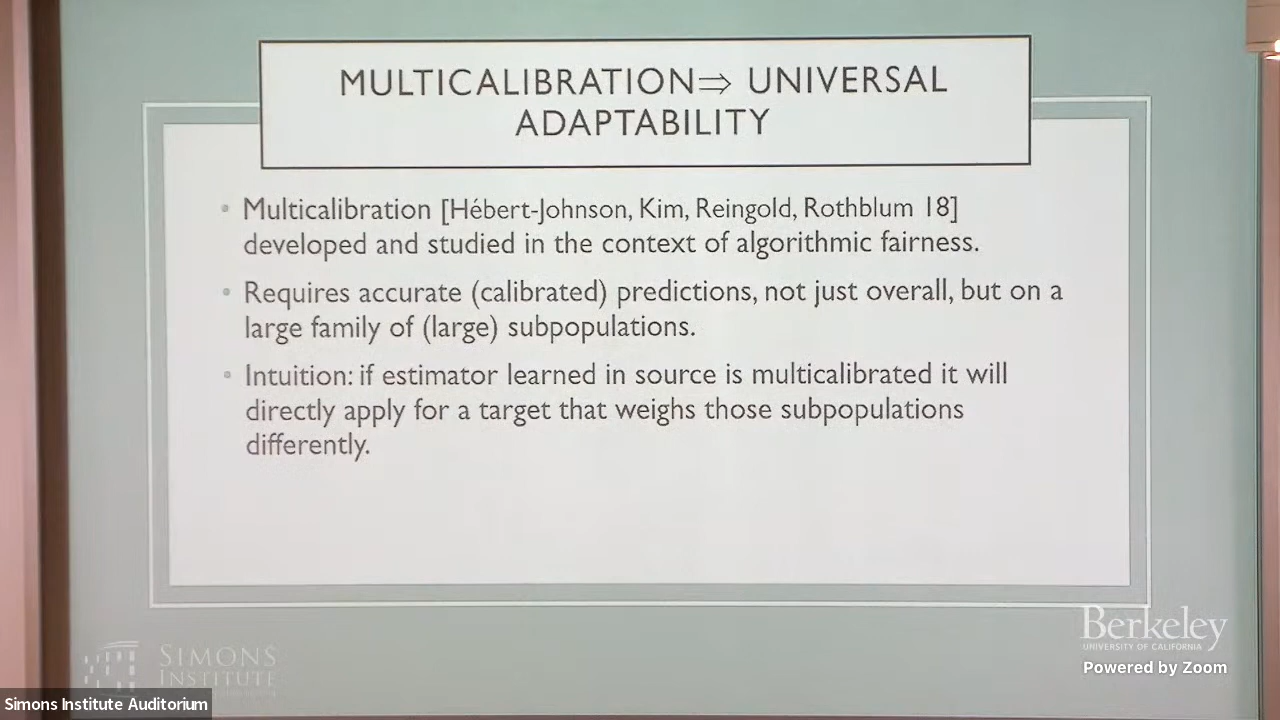 MULTICALIBRATION⇒ UNIVERSAL
ADAPTABILITY
• Multicalibration [Hébert-Johnson, Kim, Reingold, Rothblum 18]
developed and studied in the context of algorithmic fairness.
• Requires accurate (calibrated) predictions, not just overall, but on a
large family of (large) subpopulations.
• Intuition: if estimator learned in source is multicalibrated it will
directly apply for a target that weighs those subpopulations
differently.
Berkeley
UNIVERSITY OF CALIFORNIA
Powered by Zoom
SIMONS
INSTITUTE
Simons Institute Auditorium